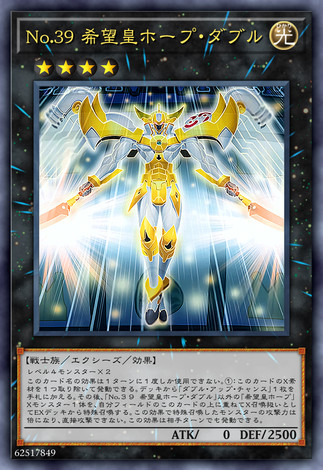 No.39 希望皇ホープ・ダブル
光
39
【戦士族／エクシーズ／効果】
レベル4モンスター×2
このカード名の効果は1ターンに1度しか使用できない。①:このカードのX素
材を1つ取り除いて発動できる。デッキから「ダブル・アップ・チャンス」1枚を
手札に加える。その後、「No.39 希望皇ホープ・ダブル」以外の「希望皇ホープ」
Xモンスター1体を、自分フィールドのこのカードの上に重ねてX召喚扱いとし
てEXデッキから特殊召喚する。この効果で特殊召喚したモンスターの攻撃力は
倍になり、直接攻撃できない。この効果は相手ターンでも発動できる。
ATK/ 0 DEF/2500
62517849